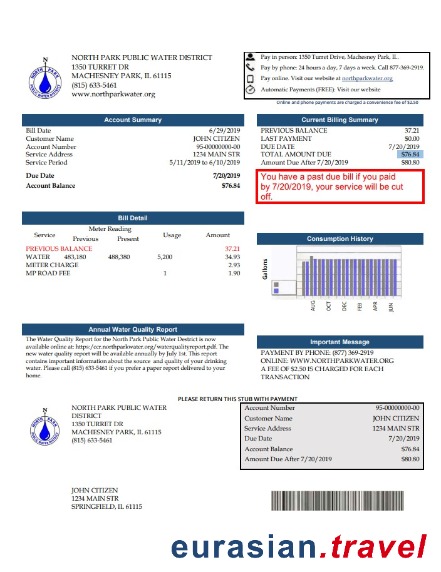 NORTH PARK PUBLIC WATER DISTRICT
1350 TURRET DR
MACHESNEY PARK, IL 61115
(815) 633-5461
www.northparkwater.org
Pay in person: 1350 Turret Drive, Machesney Park, IL.
Pay by phone: 24 hours a day, 7 days a week. Call 877-369-2919.
Pay online: Visit our website at northparkwater.org
Automatic Payments (FREE): Visit our website
Online and phone payments are charged a convenience fee of $2.50
Account Summary
Bill Date 6/29/2019
Customer Name JOHN CITIZEN
Account Number 95-00000000-00
Service Address 1234 MAIN STR
Service Period 5/11/2019 to 6/10/2019
Due Date 7/20/2019
Account Balance $76.84
Current Billing Summary
PREVIOUS BALANCE 37.21
LAST PAYMENT $0.00
DUE DATE 7/20/2019
TOTAL AMOUNT DUE $76.84
Amount Due After 7/20/2019 $80.80
You have a past due bill if you paid
by 7/20/2019, your service will be cut
off.
Bill Detail
Meter Reading
Service Previous Present Usage Amount
PREVIOUS BALANCE 37.21
WATER 483,180 488,380 5,200 34.93
METER CHARGE 2.93
MP ROAD FEE 1 1.90
Consumption History
Gallons
AUG OCT DEC FEB APR JUN
Annual Water Quality Report
The Water Quality Report for the North Park Water District is now
available online at: https://ccr.northparkwater.org/waterqualityreport.pdf. The
new water quality report will be available annually by July 1st. This report
contains important information about the source and quality of your drinking
water. Please call (815) 633-5461 if you prefer a paper report delivered to your
home.
Important Message
PAYMENT BY PHONE: (877) 369-2919
ONLINE: WWW.NORTHPARKWATER.ORG
A FEE OF $2.50 IS CHARGED FOR EACH
TRANSACTION
PLEASE RETURN THIS STUB WITH PAYMENT
NORTH PARK PUBLIC WATER
DISTRICT
1350 TURRET DR
MACHESNEY PARK, IL 61115
(815) 633-5461
Account Number 95-00000000-00
Customer Name JOHN CITIZEN
Service Address 1234 MAIN STR
Due Date 7/20/2019
Account Balance $76.84
Amount Due After 7/20/2019 $80.80
JOHN CITIZEN
1234 MAIN STR
SPRINGFIELD, IL 61115
eurasian.travel